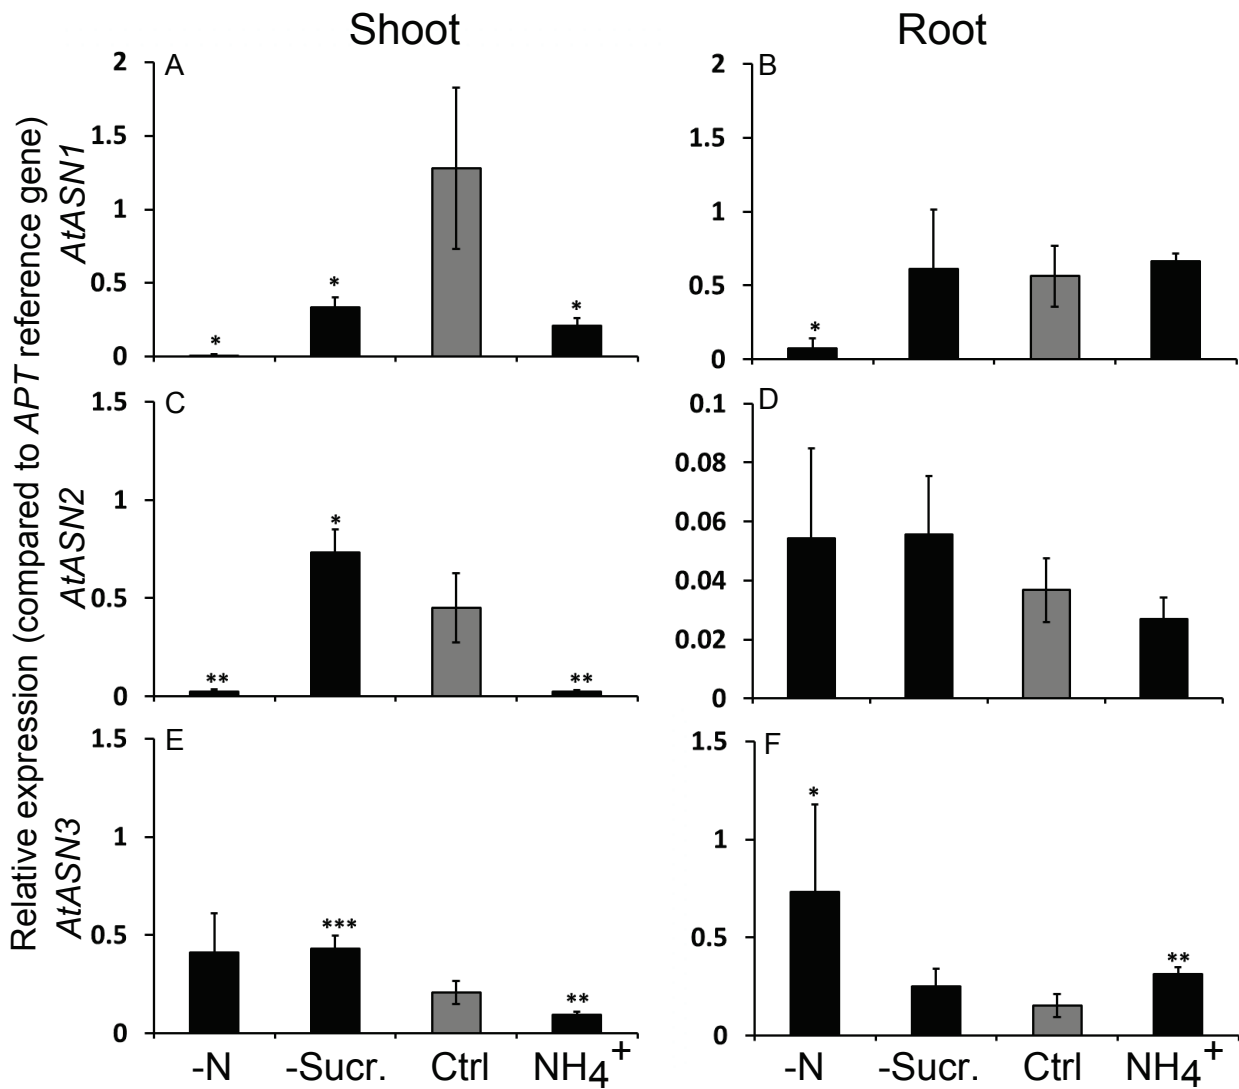 Shoot
Root
Relative expression (compared to APT reference gene)
AtASN1
A
2
1.5
1
0.5
0
*
*
*
B
2
1.5
1
0.5
0
*
AtASN2
C
1.5
1
0.5
0
**
*
**
D
0.1
0.08
0.06
0.04
0.02
0
AtASN3
E
1.5
1
0.5
0
***
**
F
1.5
1
0.5
0
*
**
-N -Sucr. Ctrl NH4+
-N -Sucr. Ctrl NH4+